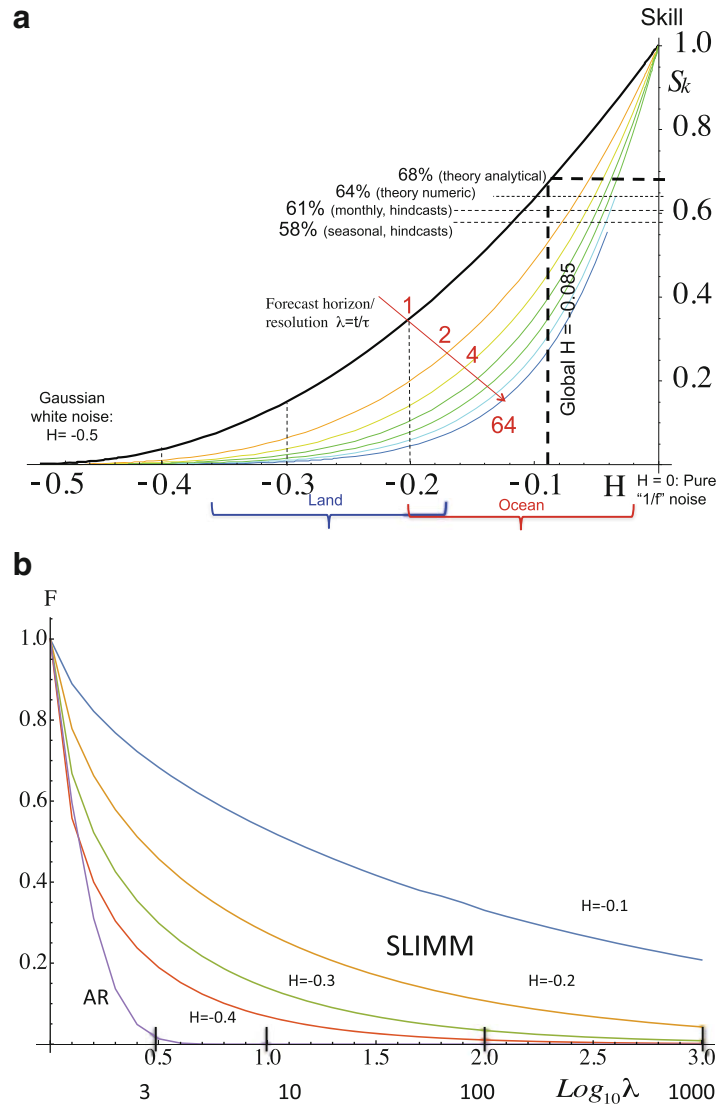 a
Skill
1.0
Sk
0.8
68% (theory analytical)
64% (theory numeric)
61% (monthly, hindcasts)
58% (seasonal, hindcasts)
0.6
Forecast horizon/
resolution λ=t/τ
1
2
4
64
0.4
0.2
Global H = -0.085
Gaussian
white noise:
H= -0.5
-0.5 -0.4 -0.3 -0.2 -0.1 H
H = 0: Pure
"1/f" noise
Land
Ocean
b
F
1.0
0.8
0.6
0.4
0.2
H=-0.1
SLIMM
H=-0.2
H=-0.3
H=-0.4
AR
0.5 1.0 1.5 2.0 2.5 3.0
3 10 100 Log10λ 1000